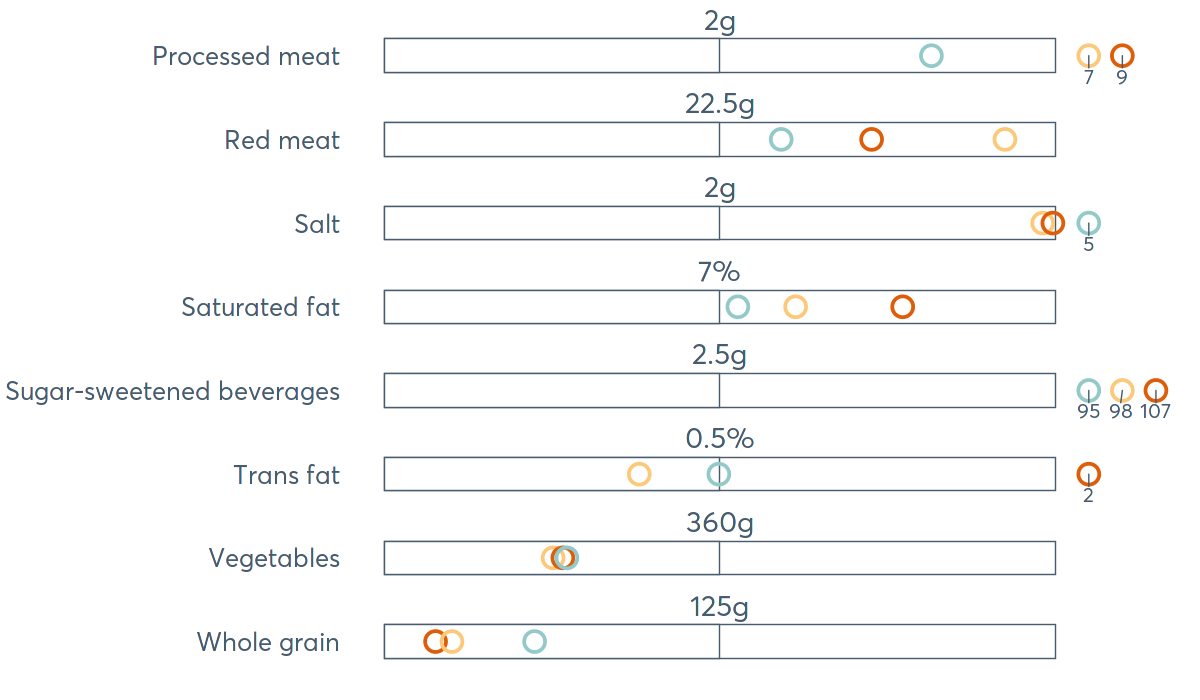 2g
Processed meat
7 9
22.5g
Red meat
2g
Salt
5
7%
Saturated fat
2.5g
Sugar-sweetened beverages
95 98 107
0.5%
Trans fat
2
360g
Vegetables
125g
Whole grain